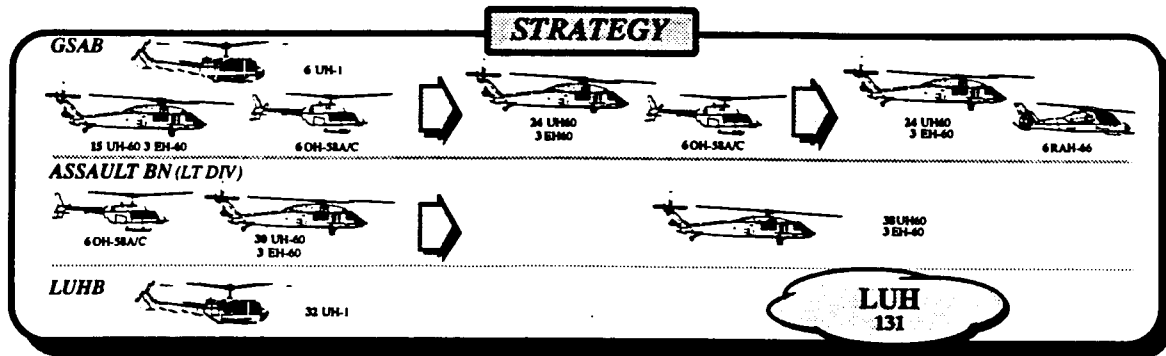 STRATEGY
GSAB
6 UH-1
15 UH-60 3 EH-60
6 OH-58A/C
24 UH60
3 EH60
6 OH-58A/C
24 UH60
3 EH-60
6 RAH-66
ASSAULT BN (LT DIV)
6 OH-58A/C
30 UH-60
3 EH-60
38 UH60
3 EH-60
LUHB
32 UH-1
LUH
131